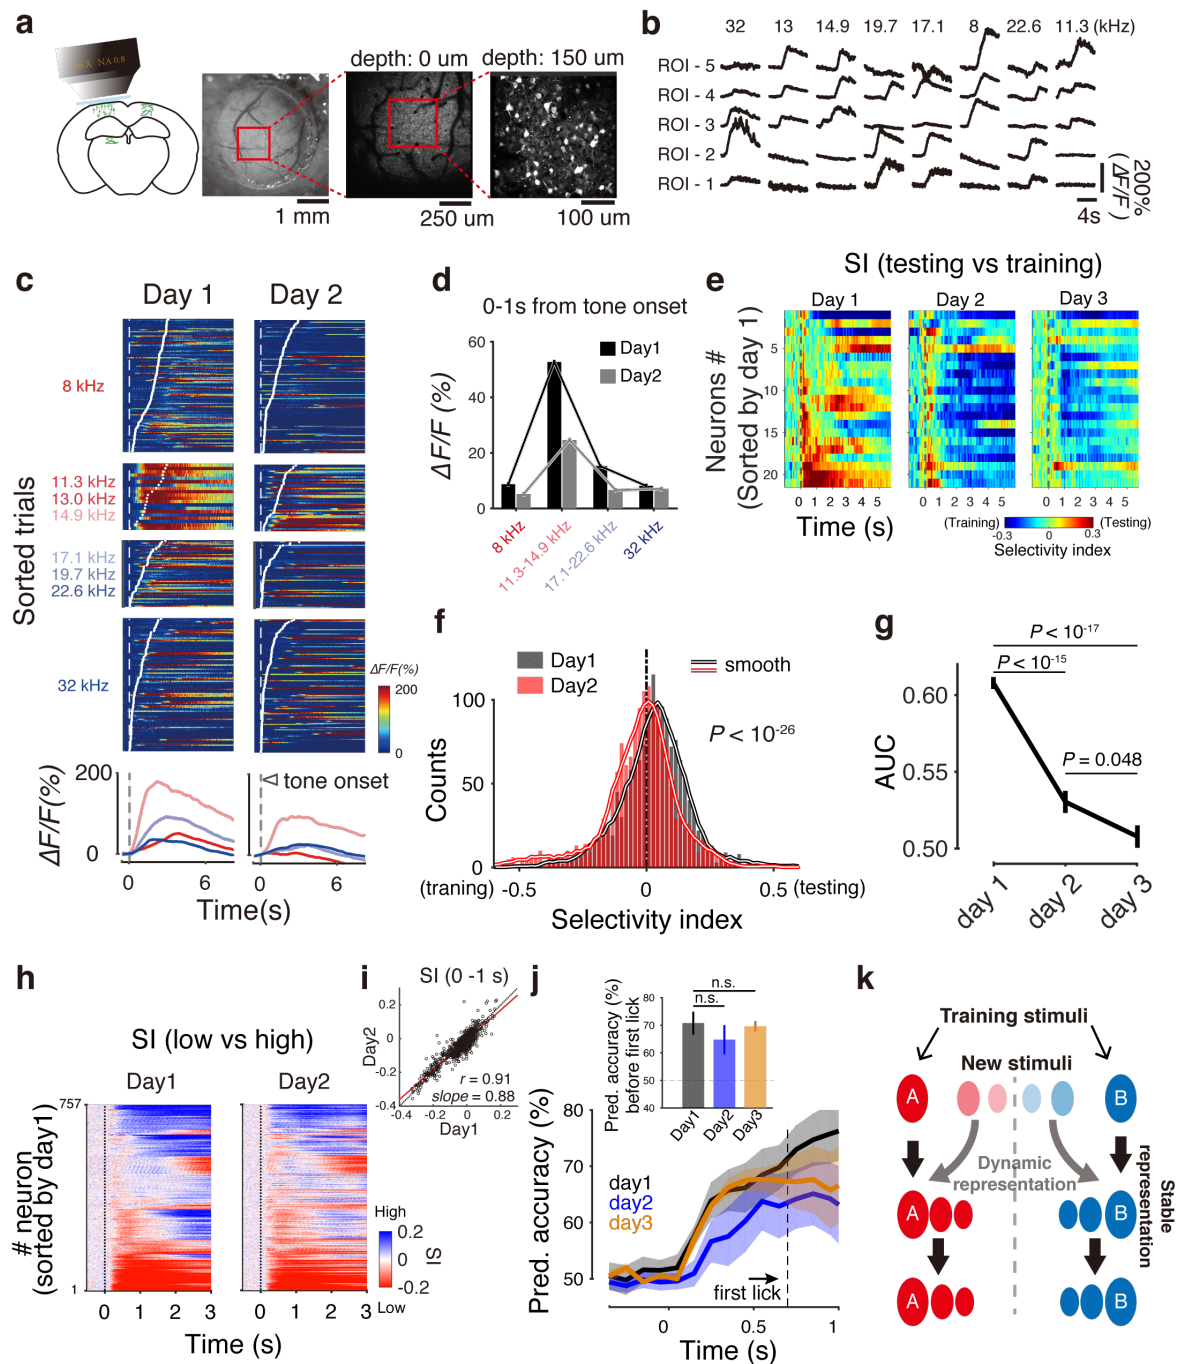 a
NA 0.8
depth: 0 um
depth: 150 um
1 mm
250 um
100 um
b
32 13 14.9 19.7 17.1 8 22.6 11.3 (kHz)
ROI - 5
ROI - 4
ROI - 3
ROI - 2
ROI - 1
200%
(ΔF/F)
4s
c
Day 1
Day 2
Sorted trials
8 kHz
11.3 kHz
13.0 kHz
14.9 kHz
17.1 kHz
19.7 kHz
22.6 kHz
32 kHz
ΔF/F(%)
200
0
200
0
ΔF/F(%)
tone onset
0 6 0 6
Time(s)
d
0-1s from tone onset
Day1
Day2
60
40
20
0
ΔF/F (%)
8 kHz
11.3-14.9 kHz
17.1-22.6 kHz
32 kHz
e
SI (testing vs training)
Day 1 Day 2 Day 3
Neurons #
(Sorted by day 1)
5
10
15
20
0 1 2 3 4 5 0 1 2 3 4 5 0 1 2 3 4 5
Time (s)
(Training) (Testing)
-0.3 0 0.3
Selectivity index
f
Day1
Day2
smooth
P < 10-26
100
50
0
Counts
(traning) -0.5 0 0.5 (testing)
Selectivity index
g
P < 10-17
P < 10-15
P = 0.048
0.60
0.55
0.50
AUC
day 1
day 2
day 3
h
SI (low vs high)
Day1 Day2
757
1
# neuron
(sorted by day1)
0 1 2 3 0 1 2 3
Time (s)
High
0.2
0
-0.2
Low
SI
i
SI (0 -1 s)
0.2
0
-0.2
-0.4
Day2
r = 0.91
slope = 0.88
-0.4 -0.2 0 0.2
Day1
j
Pred. accuracy (%)
before first lick
n.s.
n.s.
80
70
60
50
40
Day1
Day2
Day3
Pred. accuracy (%)
80
70
60
50
day1
day2
day3
first lick
0 0.5 1
Time (s)
k
Training stimuli
New stimuli
A B
Dynamic
representation
Stable
representation
A B
A B